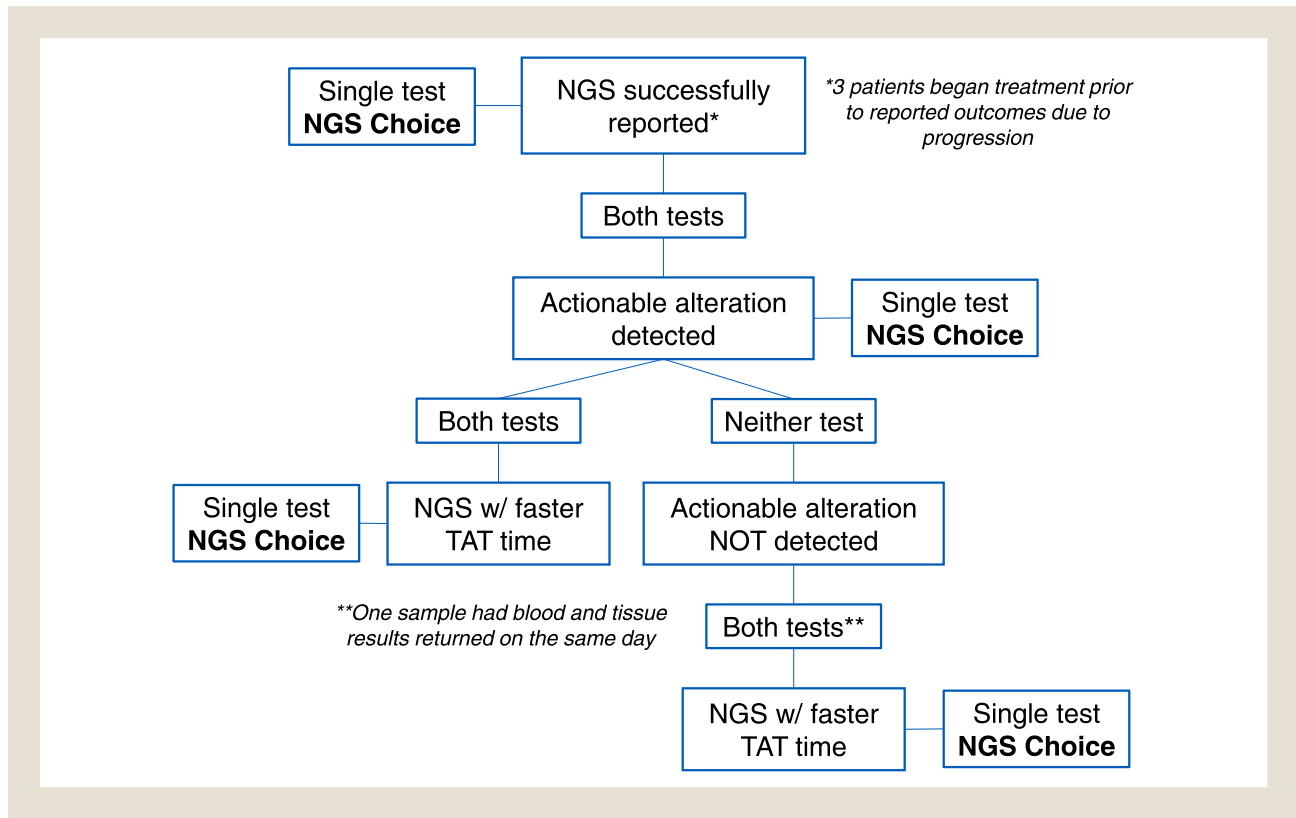 Single test
NGS Choice
NGS successfully
reported*
*3 patients began treatment prior
to reported outcomes due to
progression
Both tests
Actionable alteration
detected
Single test
NGS Choice
Both tests
Neither test
Single test
NGS Choice
NGS w/ faster
TAT time
Actionable alteration
NOT detected
**One sample had blood and tissue
results returned on the same day
Both tests**
NGS w/ faster
TAT time
Single test
NGS Choice